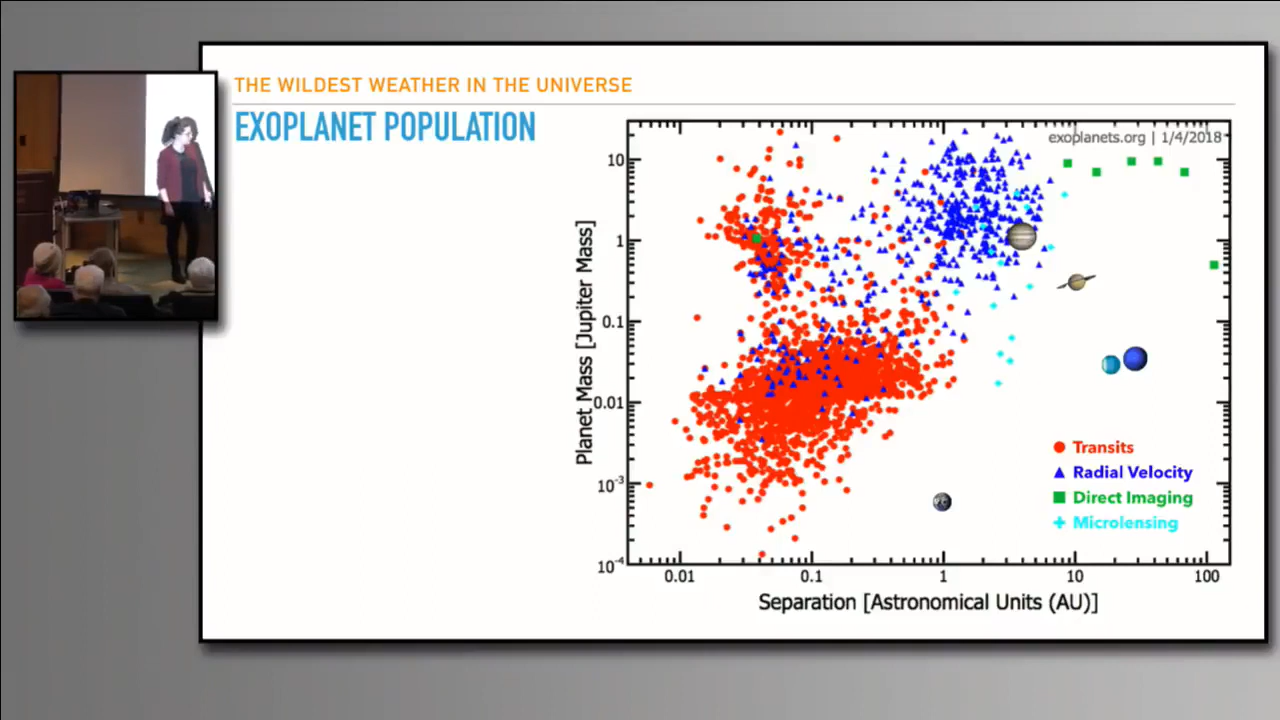 THE WILDEST WEATHER IN THE UNIVERSE
EXOPLANET POPULATION
exoplanets.org | 1/4/2018
Planet Mass [Jupiter Mass]
10
1
0.1
0.01
10⁻³
10⁻⁴
Transits
Radial Velocity
Direct Imaging
Microlensing
0.01 0.1 1 10 100
Separation [Astronomical Units (AU)]